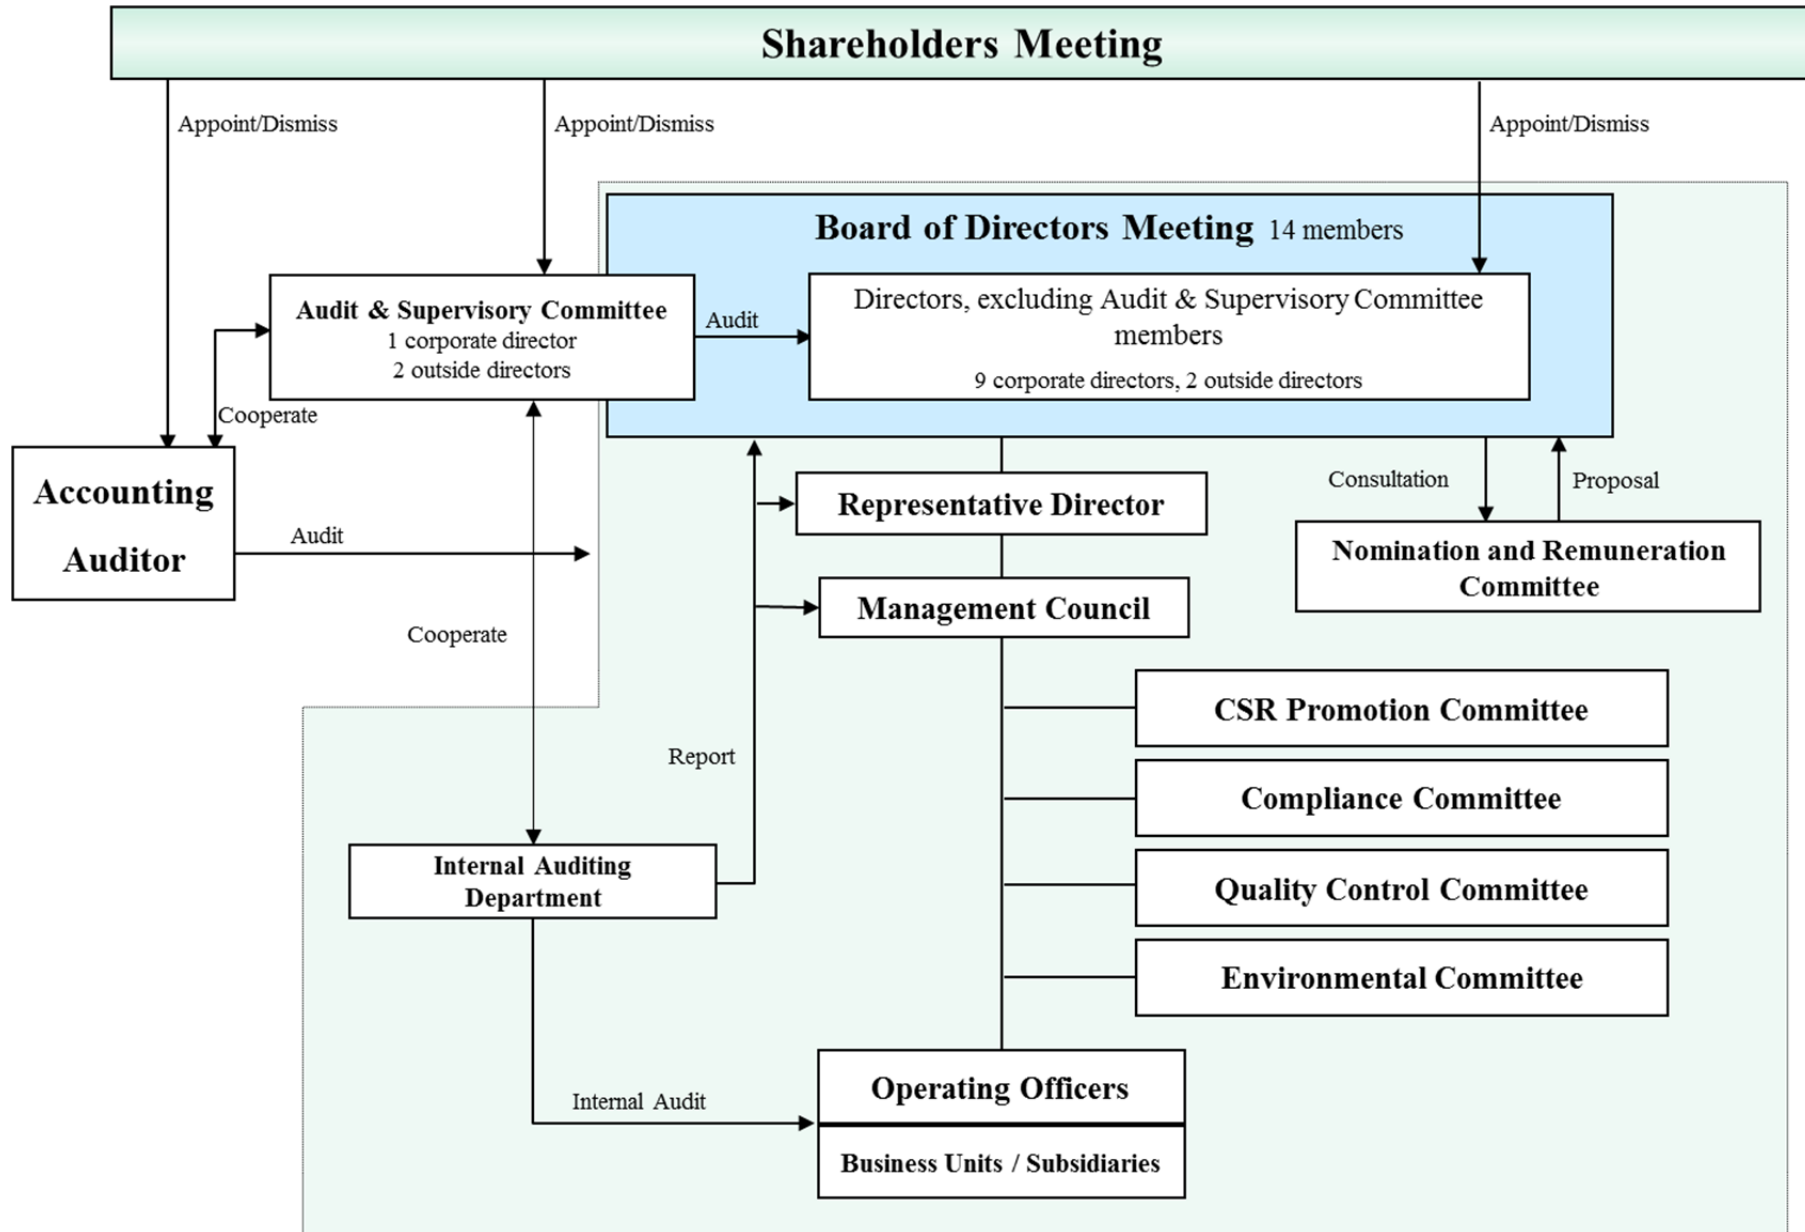 Shareholders Meeting
Appoint/Dismiss
Appoint/Dismiss
Appoint/Dismiss
Board of Directors Meeting 14 members
Audit & Supervisory Committee
1 corporate director
2 outside directors
Audit
Directors, excluding Audit & Supervisory Committee
members
9 corporate directors, 2 outside directors
Cooperate
Accounting
Auditor
Audit
Representative Director
Consultation
Proposal
Nomination and Remuneration
Committee
Management Council
Cooperate
CSR Promotion Committee
Report
Compliance Committee
Internal Auditing
Department
Quality Control Committee
Environmental Committee
Internal Audit
Operating Officers
Business Units / Subsidiaries